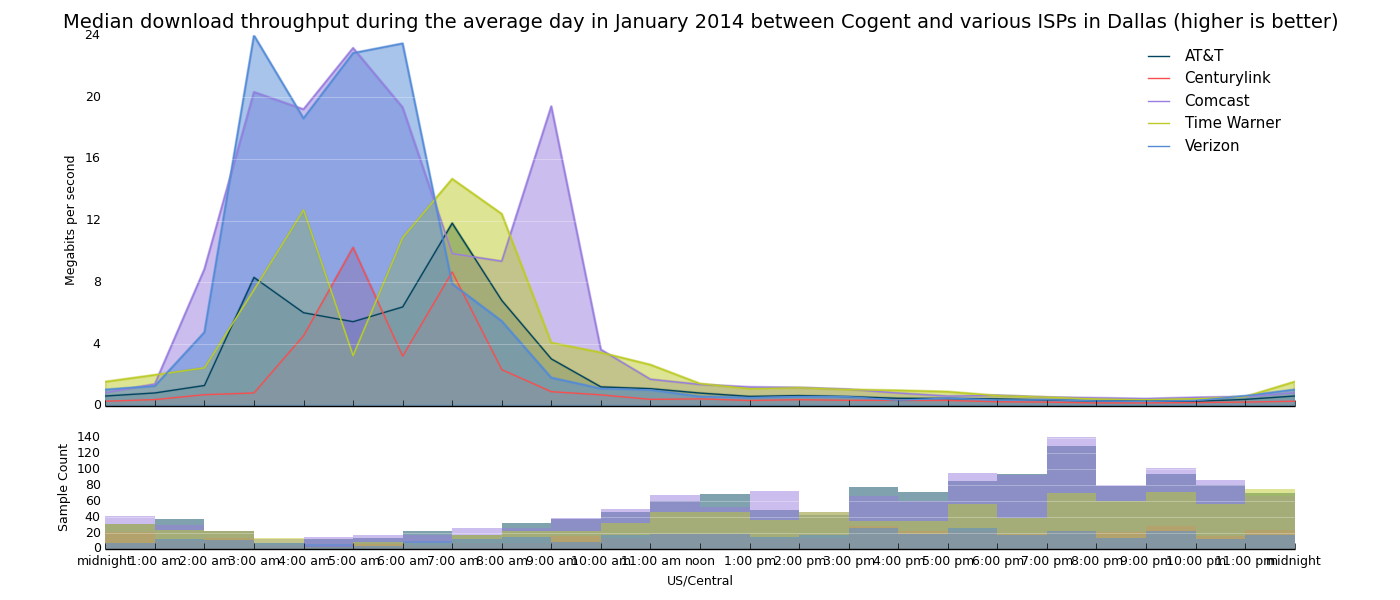 Median download throughput during the average day in January 2014 between Cogent and various ISPs in Dallas (higher is better)
24
20
16
12
8
4
0
Megabits per second
AT&T
Centurylink
Comcast
Time Warner
Verizon
140
120
100
80
60
40
20
0
Sample Count
midnight 1:00 am 2:00 am 3:00 am 4:00 am 5:00 am 6:00 am 7:00 am 8:00 am 9:00 am 10:00 am 11:00 am noon 1:00 pm 2:00 pm 3:00 pm 4:00 pm 5:00 pm 6:00 pm 7:00 pm 8:00 pm 9:00 pm 10:00 pm 11:00 pm midnight
US/Central